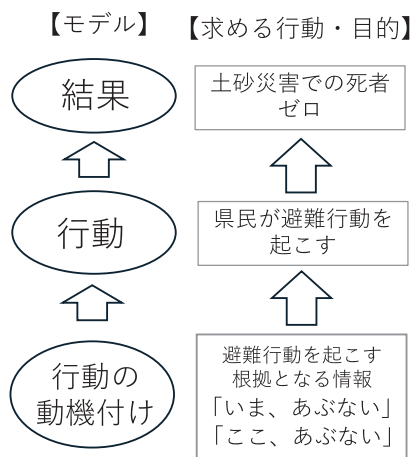 【モデル】
【求める行動・目的】
結果
土砂災害での死者
ゼロ
行動
県民が避難行動を
起こす
行動の
動機付け
避難行動を起こす
根拠となる情報
「いま、あぶない」
「ここ、あぶない」